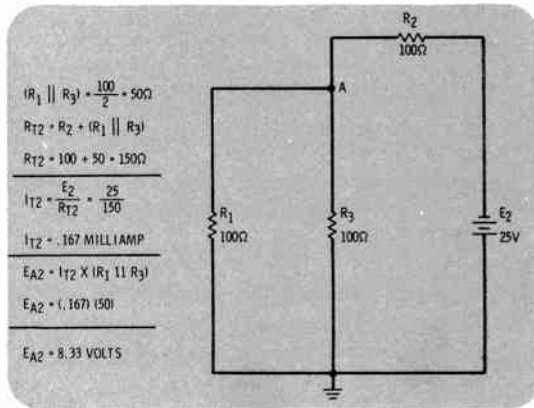 (R1 || R3) = 100/2 = 50Ω
RT2 = R2 + (R1 || R3)
RT2 = 100 + 50 = 150Ω
IT2 = E2/RT2 = 25/150
IT2 = .167 MILLIAMP
EA2 = IT2 X (R1 11 R3)
EA2 = (.167) (50)
EA2 = 8.33 VOLTS
R2
100Ω
A
R1
100Ω
R3
100Ω
E2
25V